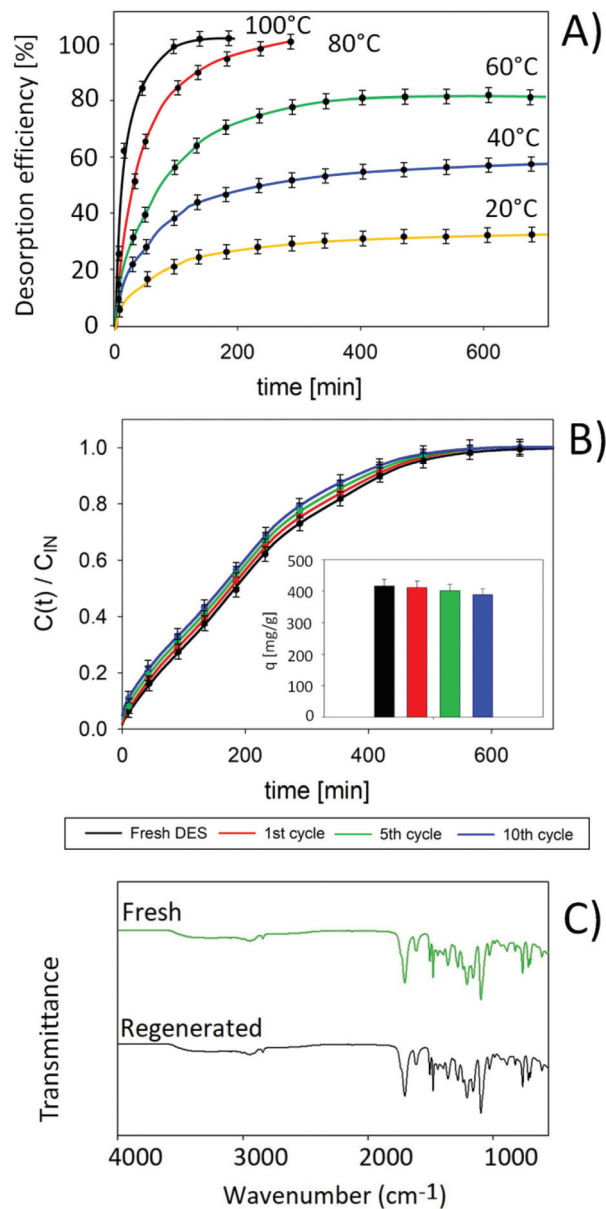 A)
100°C
80°C
60°C
40°C
20°C
Desorption efficiency [%]
100
80
60
40
20
0
0 200 400 600
time [min]
B)
C(t) / C_IN
1.0
0.8
0.6
0.4
0.2
0.0
q [mg/g]
500
400
300
400
100
0
0 200 400 600
time [min]
Fresh DES 1st cycle 5th cycle 10th cycle
C)
Fresh
Regenerated
Transmittance
4000 3000 2000 1000
Wavenumber (cm-1)